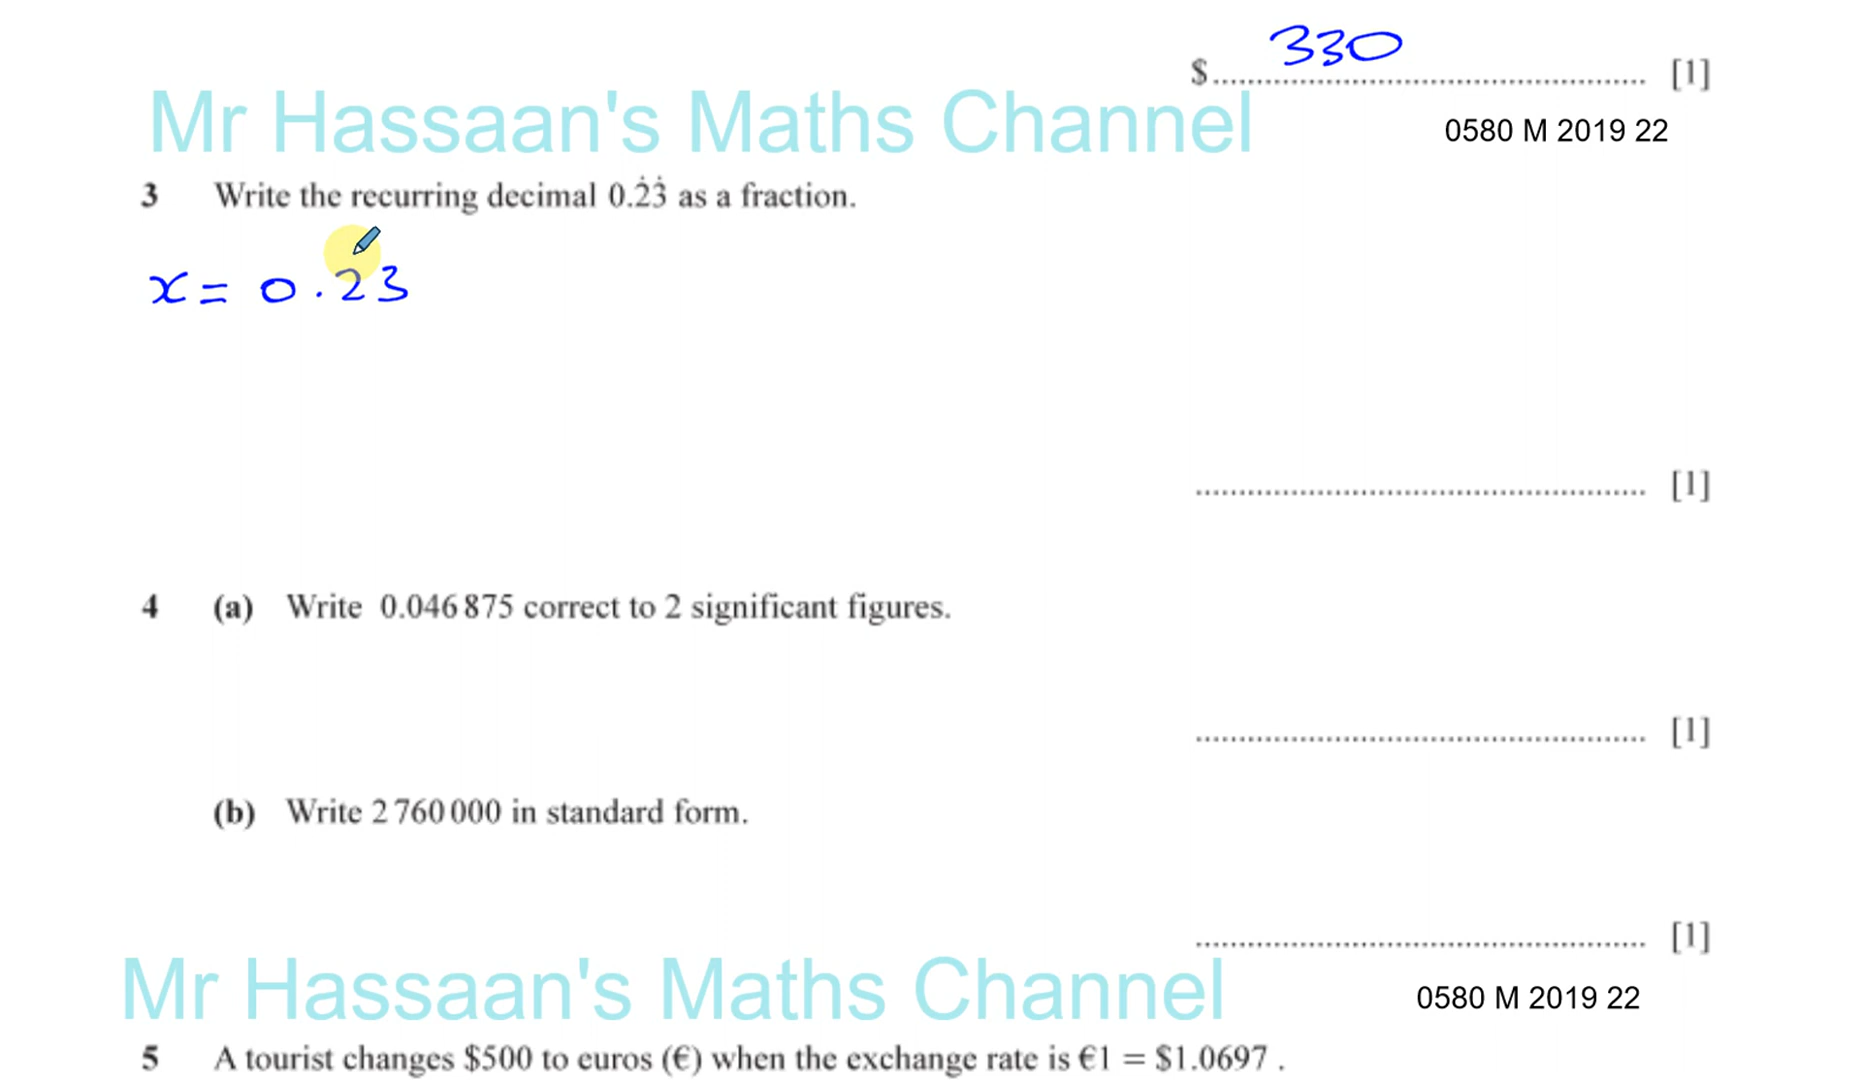 $ 330 [1]
Mr Hassaan's Maths Channel
0580 M 2019 22
3 Write the recurring decimal 0.2̇3̇ as a fraction.
x = 0.23
[1]
4 (a) Write 0.046 875 correct to 2 significant figures.
[1]
(b) Write 2 760 000 in standard form.
[1]
Mr Hassaan's Maths Channel
0580 M 2019 22
5 A tourist changes $500 to euros (€) when the exchange rate is €1 = $1.0697 .